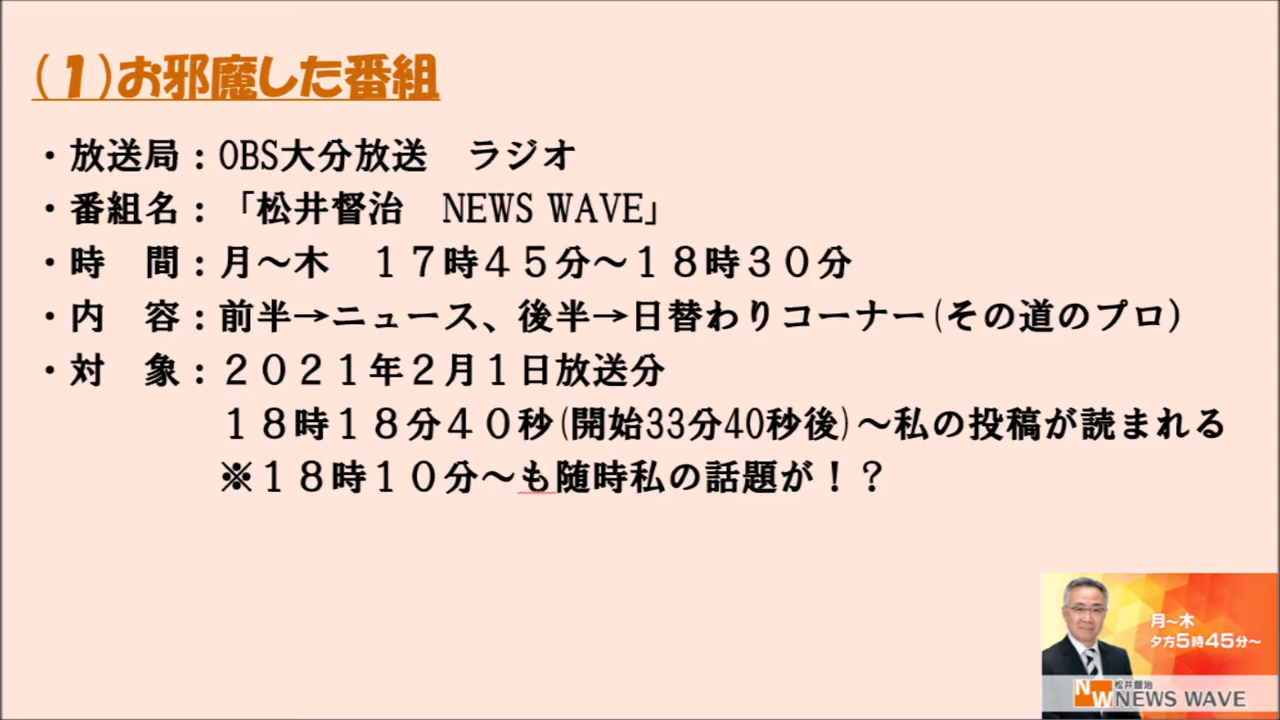 (１)お邪魔した番組
・放送局：OBS大分放送　ラジオ
・番組名：「松井督治　NEWS WAVE」
・時　間：月～木　１７時４５分～１８時３０分
・内　容：前半→ニュース、後半→日替わりコーナー(その道のプロ)
・対　象：２０２１年２月１日放送分
１８時１８分４０秒(開始33分40秒後)～私の投稿が読まれる
※１８時１０分～も随時私の話題が！？
月～木
夕方5時45分～
NW 松井督治
NEWS WAVE